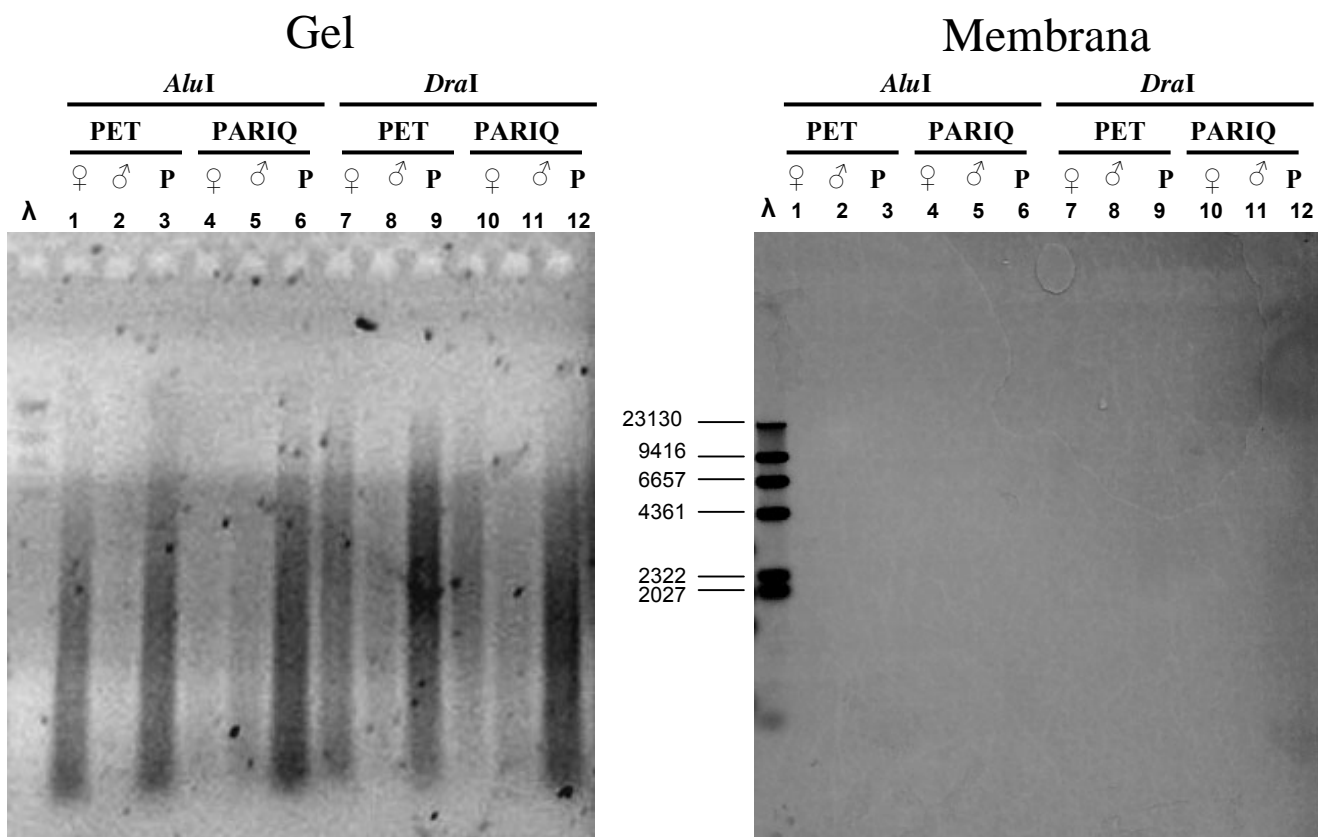 Gel
AluI DraI
PET PARIQ PET PARIQ
♀ ♂ P ♀ ♂ P ♀ ♂ P ♀ ♂ P
λ 1 2 3 4 5 6 7 8 9 10 11 12
Membrana
AluI DraI
PET PARIQ PET PARIQ
♀ ♂ P ♀ ♂ P ♀ ♂ P ♀ ♂ P
λ 1 2 3 4 5 6 7 8 9 10 11 12
23130
9416
6657
4361
2322
2027